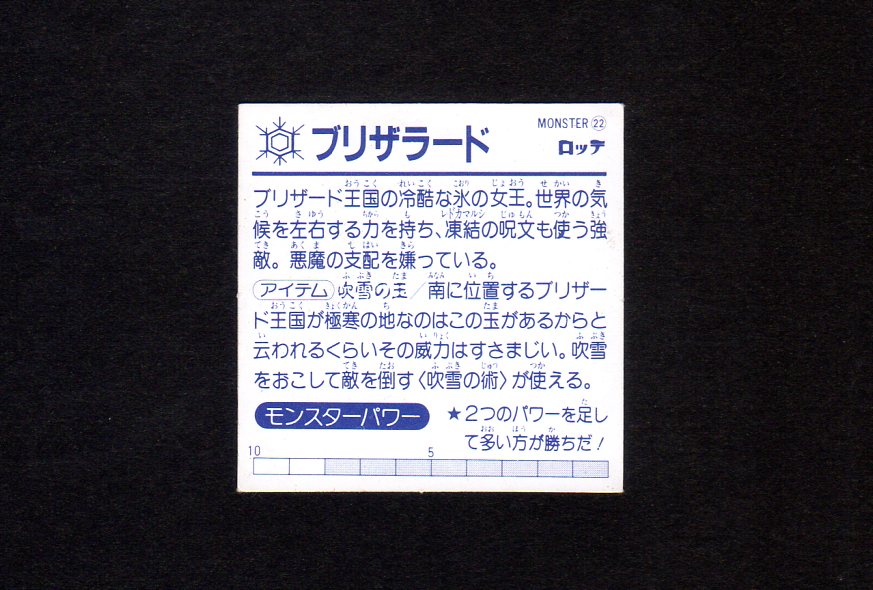 ブリザラード
MONSTER 22
ロッテ
ブリザード王国の冷酷な氷の女王。世界の気
候を左右する力を持ち、凍結の呪文も使う強
敵。悪魔の支配を嫌っている。
アイテム 吹雪の玉/南に位置するブリザー
ド王国が極寒の地なのはこの玉があるからと
云われるくらいその威力はすさまじい。吹雪
をおこして敵を倒す〈吹雪の術〉が使える。
モンスターパワー
★2つのパワーを足し
て多い方が勝ちだ!
10 5